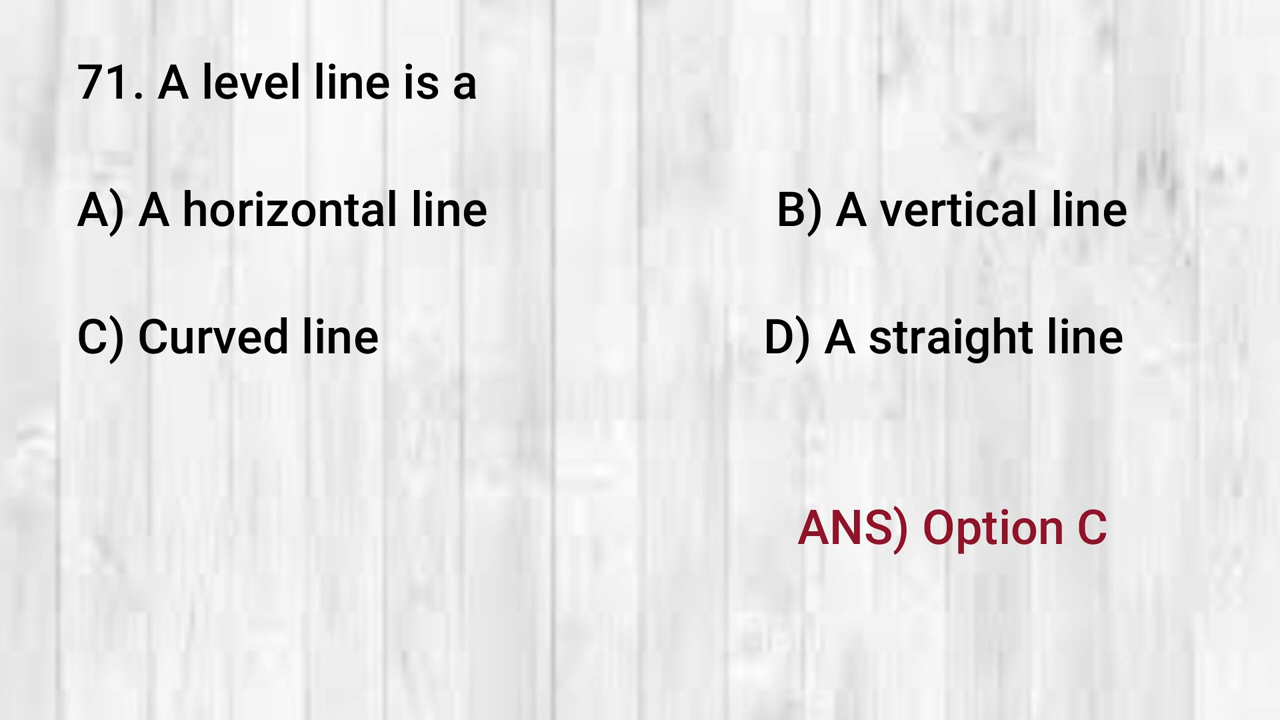 71. A level line is a
A) A horizontal line B) A vertical line
C) Curved line D) A straight line
ANS) Option C